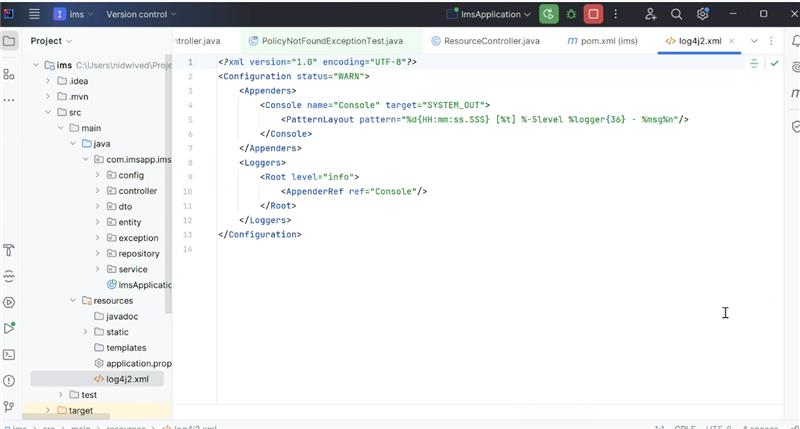 ims
Version control
ImsApplication
Project
ntroller.java
PolicyNotFoundExceptionTest.java
ResourceController.java
pom.xml (ims)
log4j2.xml
ims C:\Users\nidwived\Proje
.idea
.mvn
src
main
java
com.imsapp.ims
config
controller
dto
entity
exception
repository
service
ImsApplicatio
resources
javadoc
static
templates
application.prop
log4j2.xml
test
target
1 <?xml version="1.0" encoding="UTF-8"?>
2 <Configuration status="WARN">
3 <Appenders>
4 <Console name="Console" target="SYSTEM_OUT">
5 <PatternLayout pattern="%d{HH:mm:ss.SSS} [%t] %-5level %logger{36} - %msg%n"/>
6 </Console>
7 </Appenders>
8 <Loggers>
9 <Root level="info">
10 <AppenderRef ref="Console"/>
11 </Root>
12 </Loggers>
13 </Configuration>
14
ims > src > main > resources > log4j2.xml
1:1 CRLF UTF-8 4 spaces